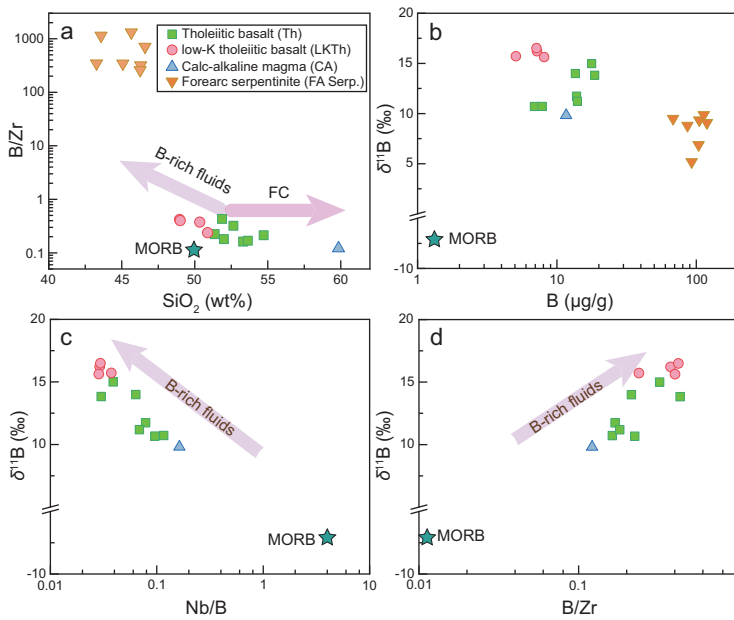 a
Tholeiitic basalt (Th)
low-K tholeiitic basalt (LKTh)
Calc-alkaline magma (CA)
Forearc serpentinite (FA Serp.)
B-rich fluids
FC
MORB
1000
100
10
1
0.1
B/Zr
40 45 50 55 60
SiO₂ (wt%)
b
20
15
10
5
-10
δ¹¹B (‰)
MORB
1 10 100
B (μg/g)
c
20
15
10
-10
δ¹¹B (‰)
B-rich fluids
MORB
0.01 0.1 1 10
Nb/B
d
20
15
10
-10
δ¹¹B (‰)
B-rich fluids
MORB
0.01 0.1
B/Zr